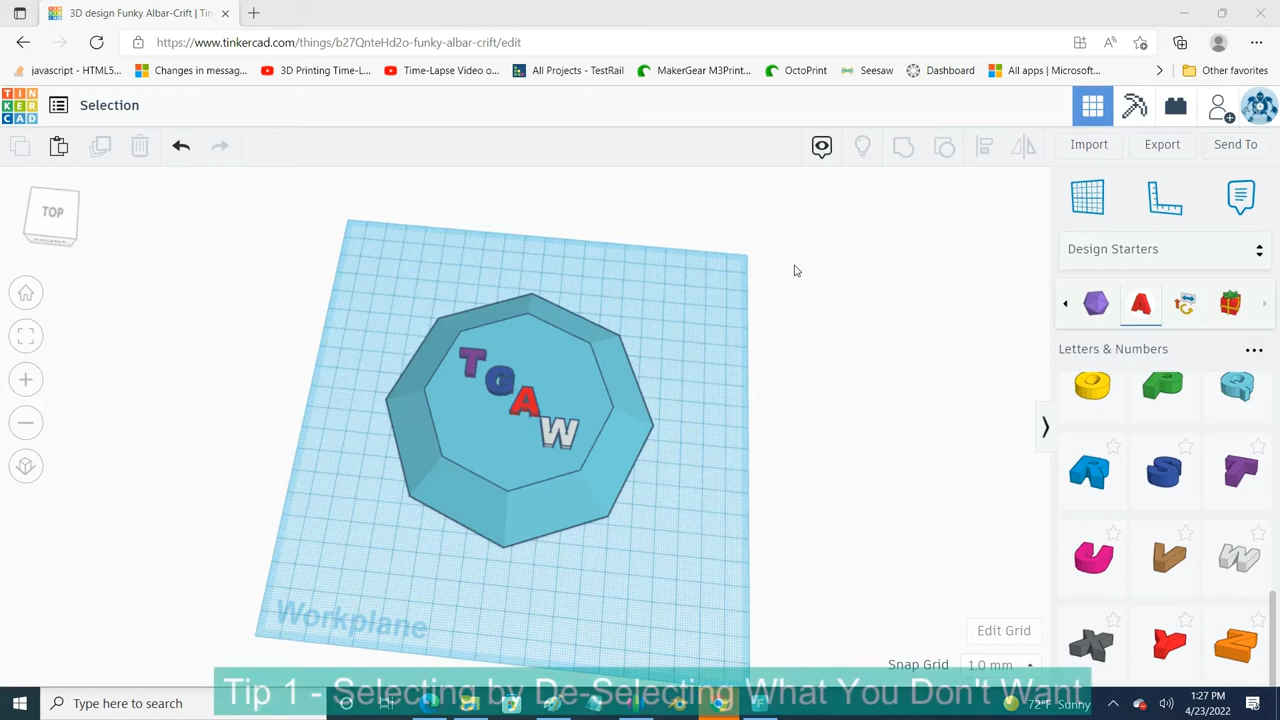 3D design Funky Albar-Crift | Tin
https://www.tinkercad.com/things/b27QnteHd2o-funky-albar-crift/edit
javascript - HTML5... Changes in messag... 3D Printing Time-L... Time-Lapse Video o... All Projects - TestRail MakerGear M3Print... OctoPrint Seesaw Dashboard All apps | Microsoft... Other favorites
TIN
KER
CAD
Selection
Import Export Send To
TOP
Design Starters
A
Letters & Numbers
O P Q
R S T
U V W
X Y Z
T
G
A
W
Workplane
Edit Grid
Snap Grid 1.0 mm
Tip 1 - Selecting by De-Selecting What You Don't Want
Type here to search
72°F Sunny
1:27 PM
4/23/2022